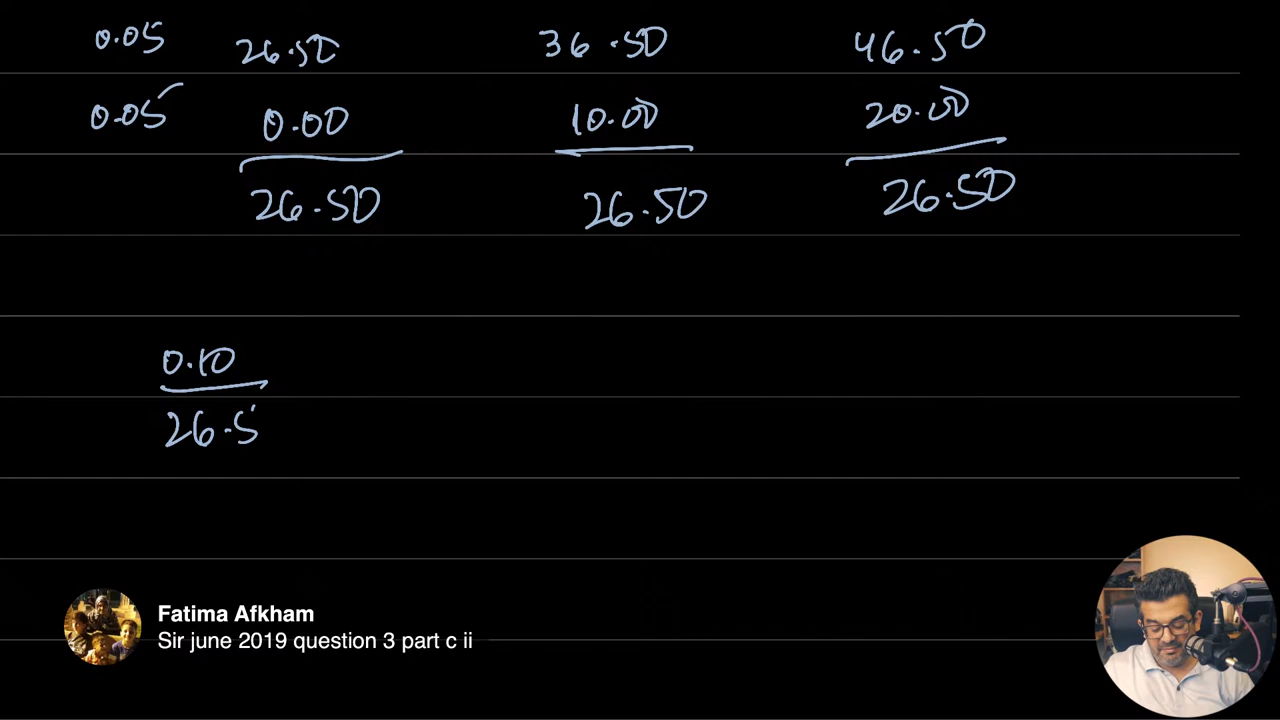 0.05 26.50 36.50 46.50
0.05 0.00 10.00 20.00
26.50 26.50 26.50
0.10
26.5
Fatima Afkham
Sir june 2019 question 3 part c ii